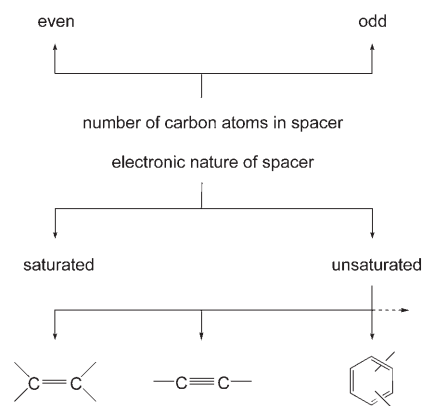 even odd
number of carbon atoms in spacer
electronic nature of spacer
saturated unsaturated
C=C —C≡C—